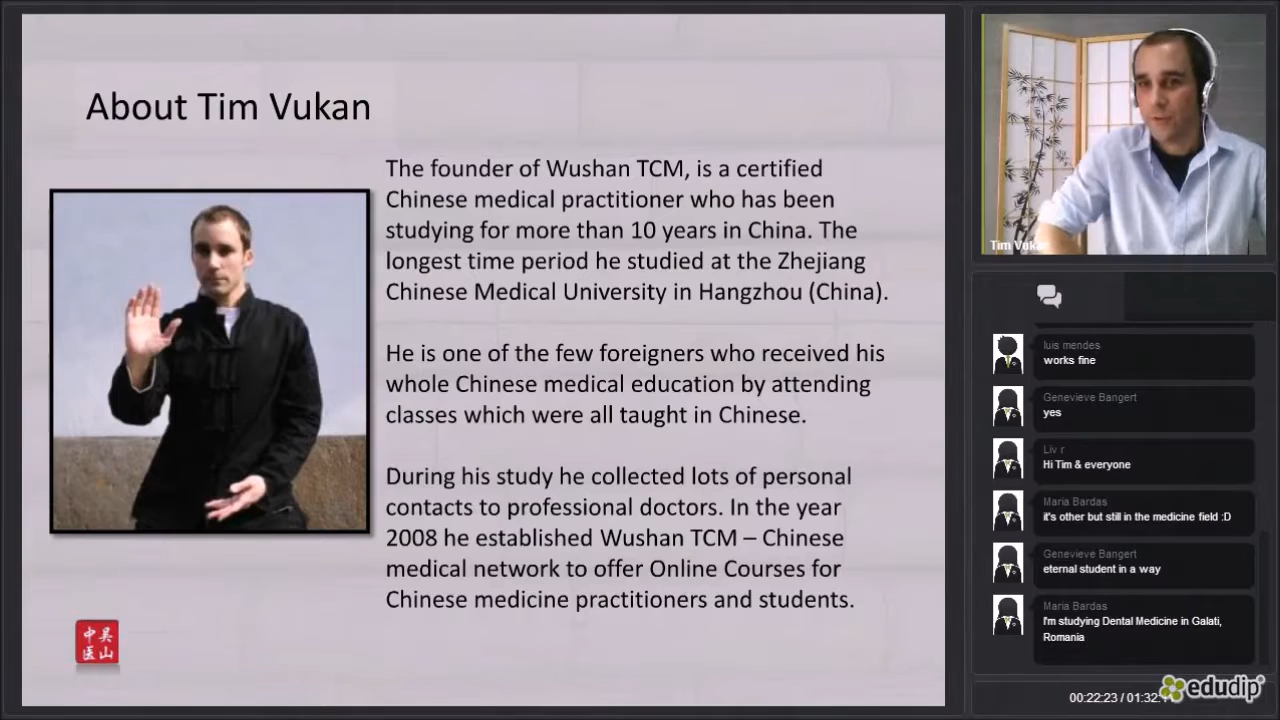 About Tim Vukan
The founder of Wushan TCM, is a certified
Chinese medical practitioner who has been
studying for more than 10 years in China. The
longest time period he studied at the Zhejiang
Chinese Medical University in Hangzhou (China).
He is one of the few foreigners who received his
whole Chinese medical education by attending
classes which were all taught in Chinese.
During his study he collected lots of personal
contacts to professional doctors. In the year
2008 he established Wushan TCM – Chinese
medical network to offer Online Courses for
Chinese medicine practitioners and students.
中吴
医山
Tim Vukan
luis mendes
works fine
Genevieve Bangert
yes
Liv r
Hi Tim & everyone
Maria Bardas
it's other but still in the medicine field :D
Genevieve Bangert
eternal student in a way
Maria Bardas
I'm studying Dental Medicine in Galati,
Romania
00:22:23 / 01:32:
edudip